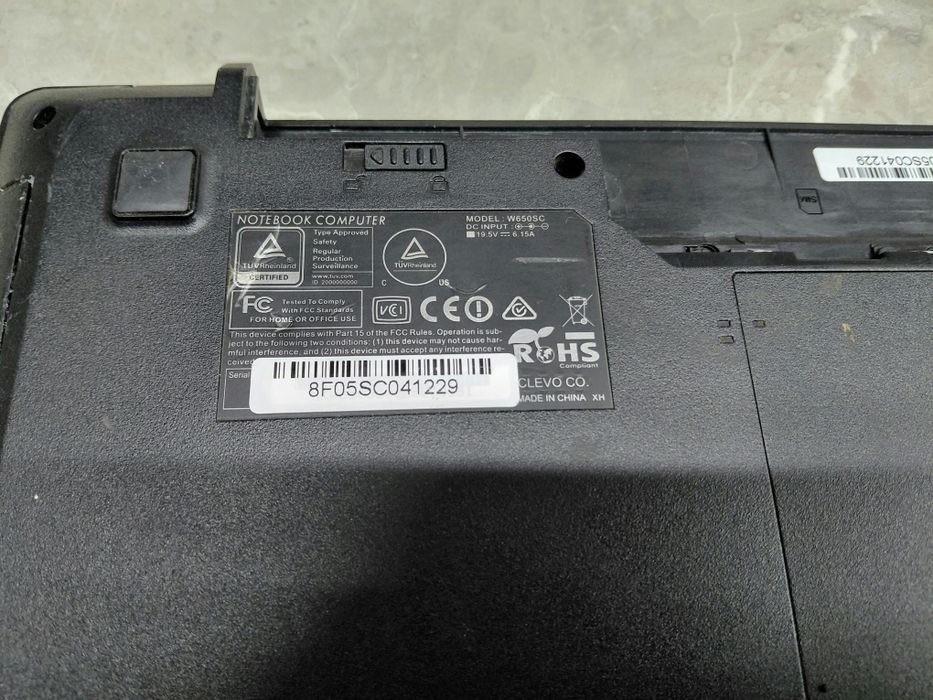 05SC041229
SIM
NOTEBOOK COMPUTER
MODEL: W650SC
DC INPUT:
19.5V 6.15A
TÜVRheinland
CERTIFIED
Type Approved
Safety
Regular
Production
Surveillance
www.tuv.com
ID 2000000000
TÜVRheinland
C US
FC
Tested To Comply
With FCC Standards
FOR HOME OR OFFICE USE
VCI
CE
This device complies with Part 15 of the FCC Rules. Operation is sub-
ject to the following two conditions: (1) this device may not cause har-
mful interference, and (2) this device must accept any interference re-
ceived
RoHS
Compliant
Serial
8F05SC041229
CLEVO CO.
MADE IN CHINA XH